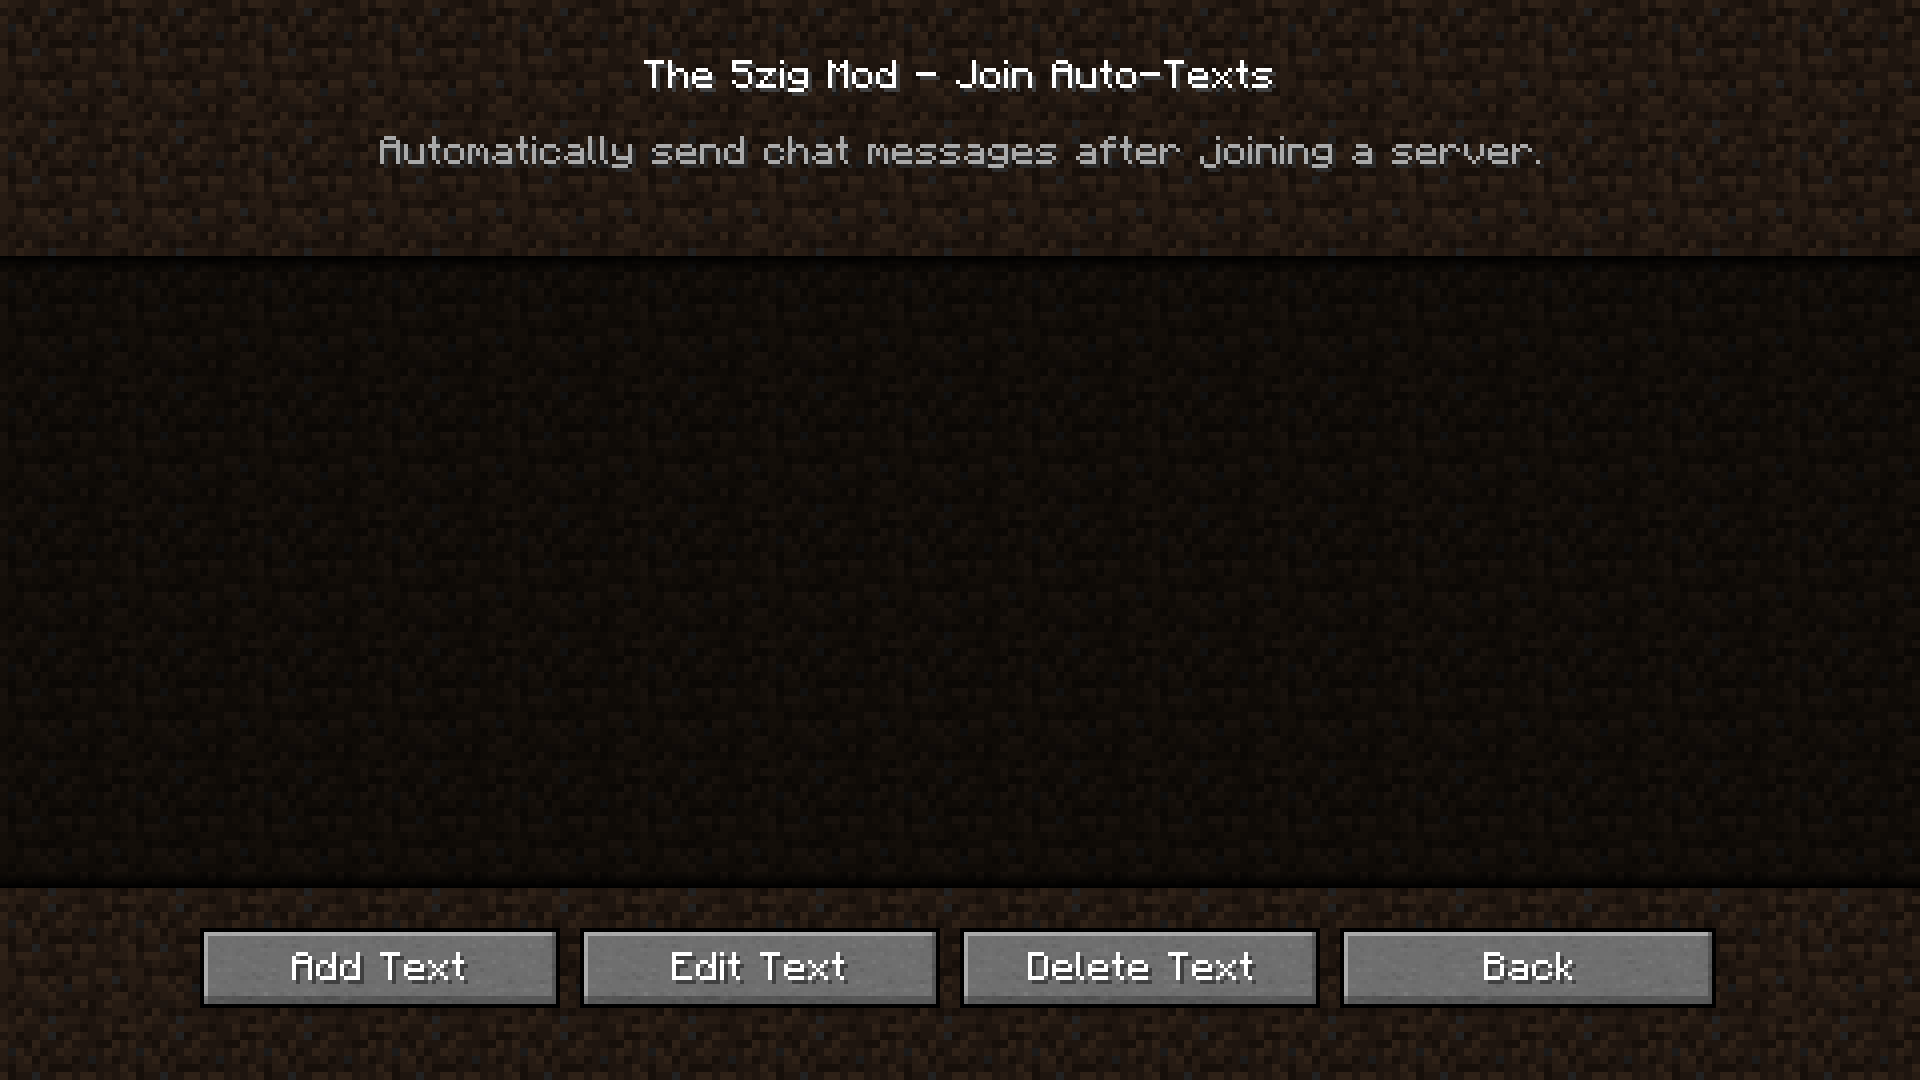 The 5zig Mod - Join Auto-Texts
Automatically send chat messages after joining a server.
Add Text
Edit Text
Delete Text
Back